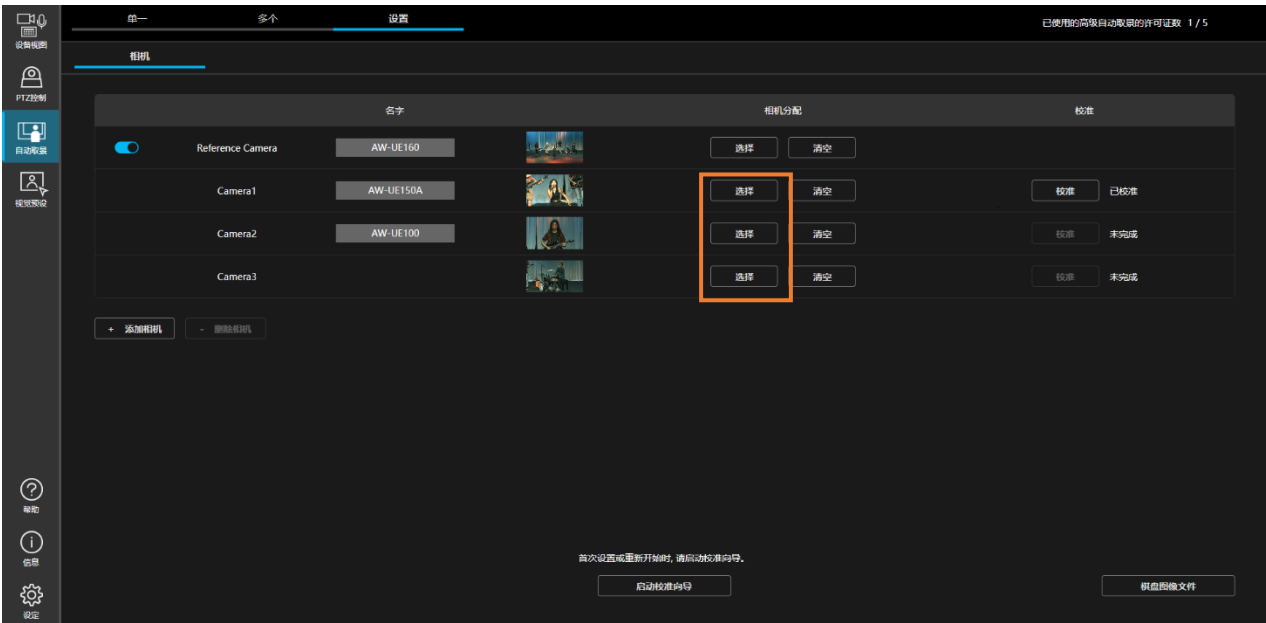 单一 多个 设置 已使用的高级自动取景的许可证数 1 / 5
设备视图
PTZ控制
自动取景
视觉预设
相机
名字 相机分配 校准
Reference Camera AW-UE160 选择 清空
Camera1 AW-UE150A 选择 清空 校准 已校准
Camera2 AW-UE100 选择 清空 校准 未完成
Camera3 选择 清空 校准 未完成
+ 添加相机 - 删除相机
帮助
信息
设定
首次设置或重新开始时, 请启动校准向导。
启动校准向导 棋盘图像文件